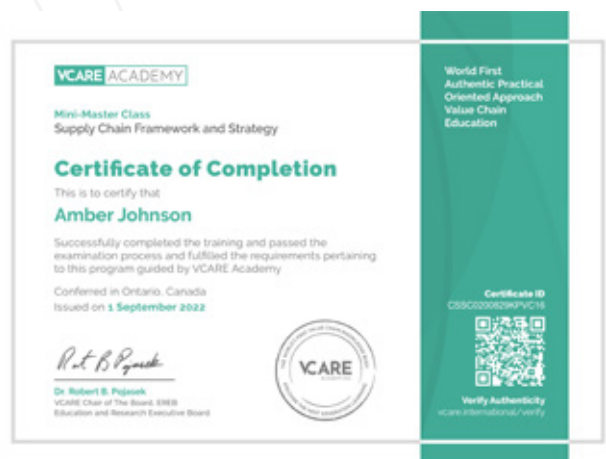 VCARE ACADEMY
Mini-Master Class
Supply Chain Framework and Strategy
Certificate of Completion
This is to certify that
Amber Johnson
Successfully completed the training and passed the
examination process and fulfilled the requirements pertaining
to this program guided by VCARE Academy
Conferred in Ontario, Canada
Issued on 1 September 2022
Dr. Robert B. Pojasek
VCARE Chair of The Board, EREB
Education and Research Executive Board
VCARE
World First
Authentic Practical
Oriented Approach
Value Chain
Education
Certificate ID
Verify Authenticity
vcare.international/verify